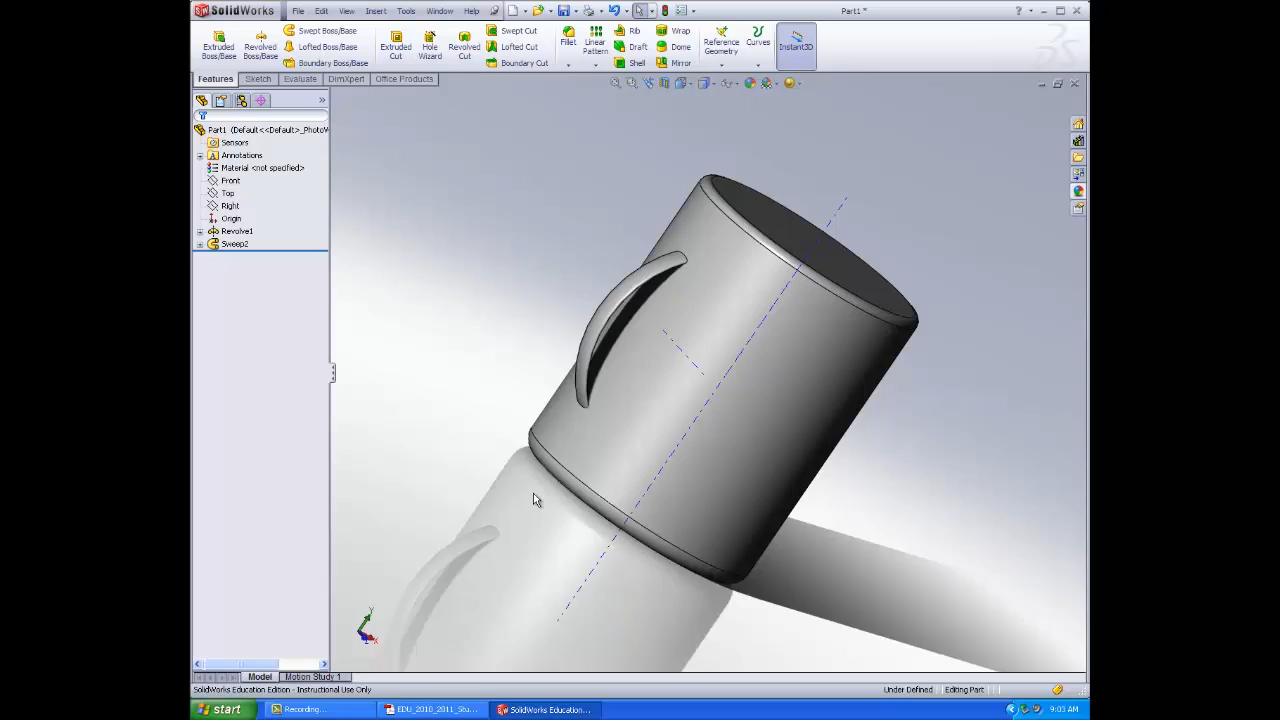 SolidWorks File Edit View Insert Tools Window Help Part1 *
Extruded Boss/Base Revolved Boss/Base Swept Boss/Base Lofted Boss/Base Boundary Boss/Base Extruded Cut Hole Wizard Revolved Cut Swept Cut Lofted Cut Boundary Cut Fillet Linear Pattern Rib Draft Shell Wrap Dome Mirror Reference Geometry Curves Instant3D
Features Sketch Evaluate DimXpert Office Products
Part1 (Default<<Default>_PhotoW
Sensors
Annotations
Material <not specified>
Front
Top
Right
Origin
Revolve1
Sweep2
Y
X
Z
Model Motion Study 1
SolidWorks Education Edition - Instructional Use Only Under Defined Editing Part
start Recording... EDU_2010_2011_Stu... SolidWorks Education... 9:03 AM